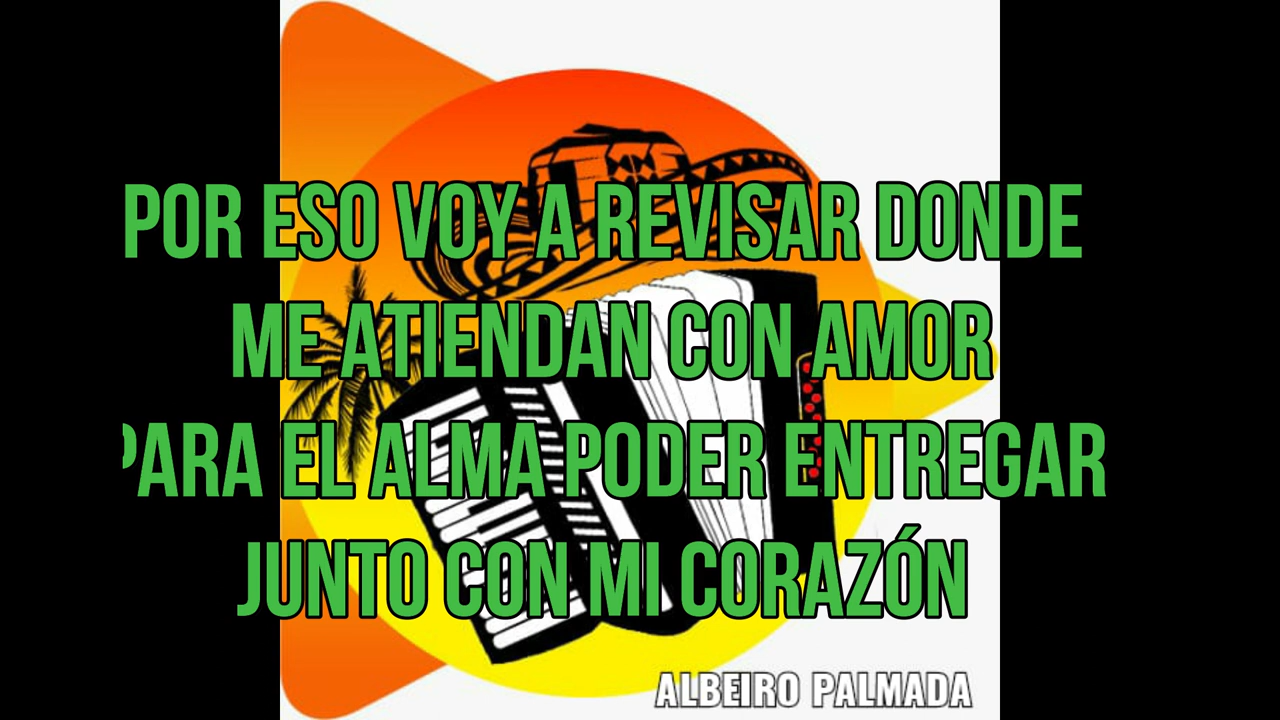 POR ESO VOY A REVISAR DONDE
ME ATIENDAN CON AMOR
PARA EL ALMA PODER ENTREGAR
JUNTO CON MI CORAZÓN
ALBEIRO PALMADA